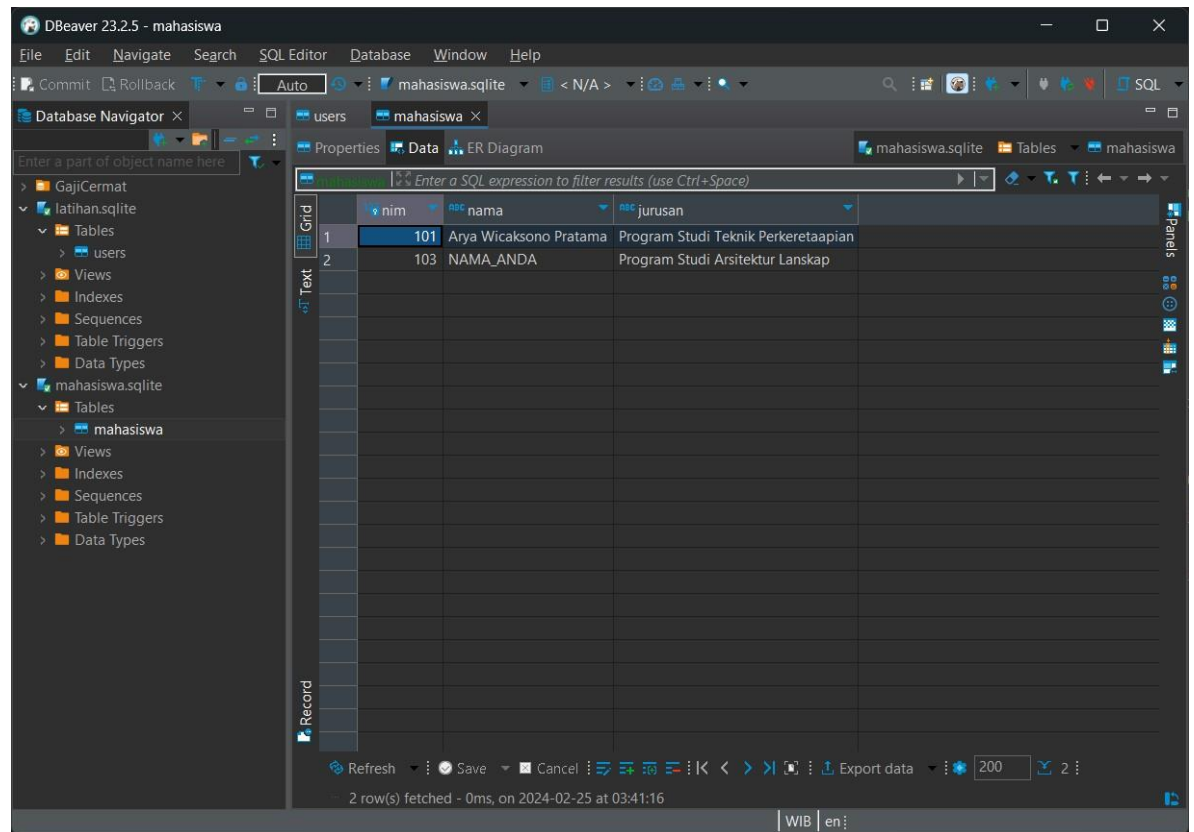 DBeaver 23.2.5 - mahasiswa
File Edit Navigate Search SQL Editor Database Window Help
Commit Rollback Auto mahasiswa.sqlite < N/A > SQL
Database Navigator
users mahasiswa
Enter a part of object name here
Properties Data ER Diagram mahasiswa.sqlite Tables mahasiswa
mahasiswa Enter a SQL expression to filter results (use Ctrl+Space)
GajiCermat
latihan.sqlite
Tables
users
Views
Indexes
Sequences
Table Triggers
Data Types
mahasiswa.sqlite
Tables
mahasiswa
Views
Indexes
Sequences
Table Triggers
Data Types
Grid
Text
Record
nim ABC nama ABC jurusan
1 101 Arya Wicaksono Pratama Program Studi Teknik Perkeretaapian
2 103 NAMA_ANDA Program Studi Arsitektur Lanskap
Panels
Refresh Save Cancel Export data 200 2
2 row(s) fetched - 0ms, on 2024-02-25 at 03:41:16
WIB en